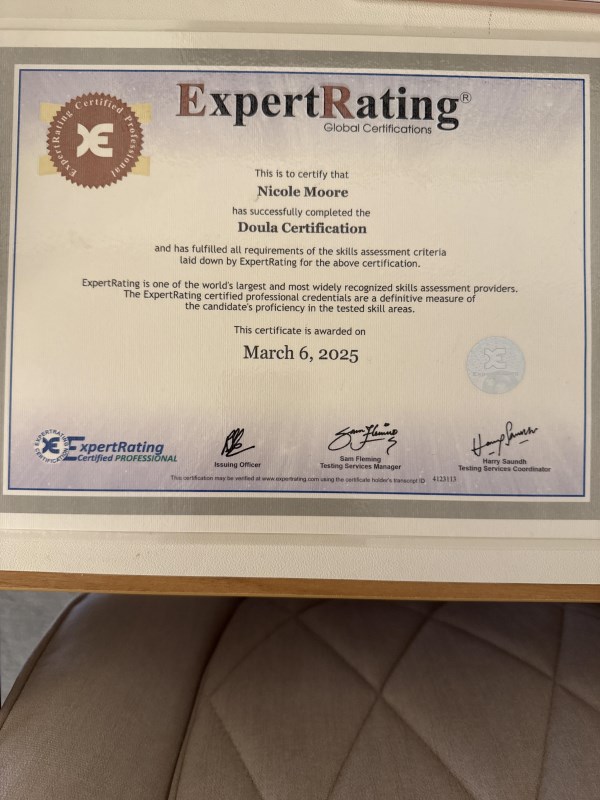 ExpertRating Certified Professional
ExpertRating®
Global Certifications
This is to certify that
Nicole Moore
has successfully completed the
Doula Certification
and has fulfilled all requirements of the skills assessment criteria
laid down by ExpertRating for the above certification.
ExpertRating is one of the world's largest and most widely recognized skills assessment providers.
The ExpertRating certified professional credentials are a definitive measure of
the candidate's proficiency in the tested skill areas.
This certificate is awarded on
March 6, 2025
ExpertRating
Certified PROFESSIONAL
Issuing Officer
Sam Fleming
Testing Services Manager
Harry Saundh
Testing Services Coordinator
This certification may be verified at www.expertrating.com using the certificate holder's transcript ID 4123113